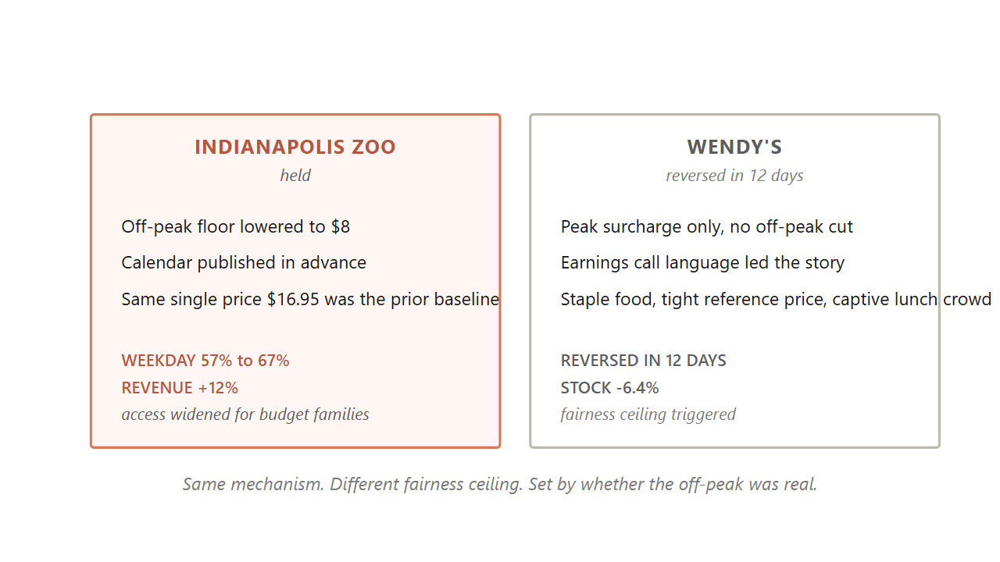 INDIANAPOLIS ZOO
held
Off-peak floor lowered to $8
Calendar published in advance
Same single price $16.95 was the prior baseline
WEEKDAY 57% to 67%
REVENUE +12%
access widened for budget families
WENDY'S
reversed in 12 days
Peak surcharge only, no off-peak cut
Earnings call language led the story
Staple food, tight reference price, captive lunch crowd
REVERSED IN 12 DAYS
STOCK -6.4%
fairness ceiling triggered
Same mechanism. Different fairness ceiling. Set by whether the off-peak was real.